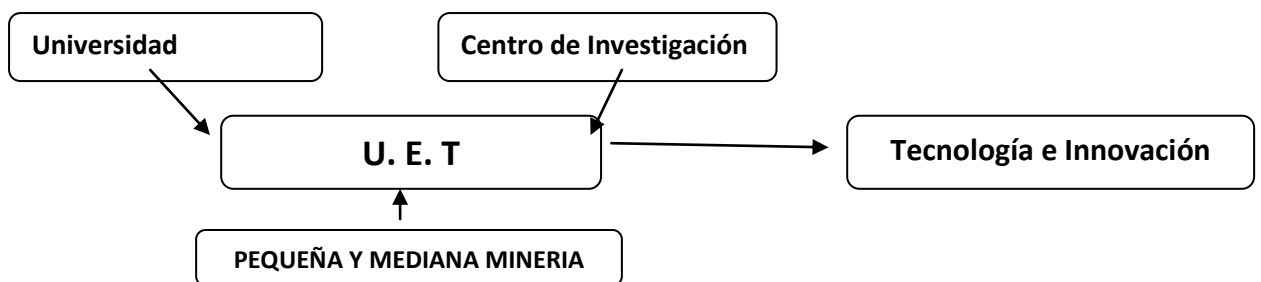 Universidad
Centro de Investigación
U. E. T
Tecnología e Innovación
PEQUEÑA Y MEDIANA MINERIA